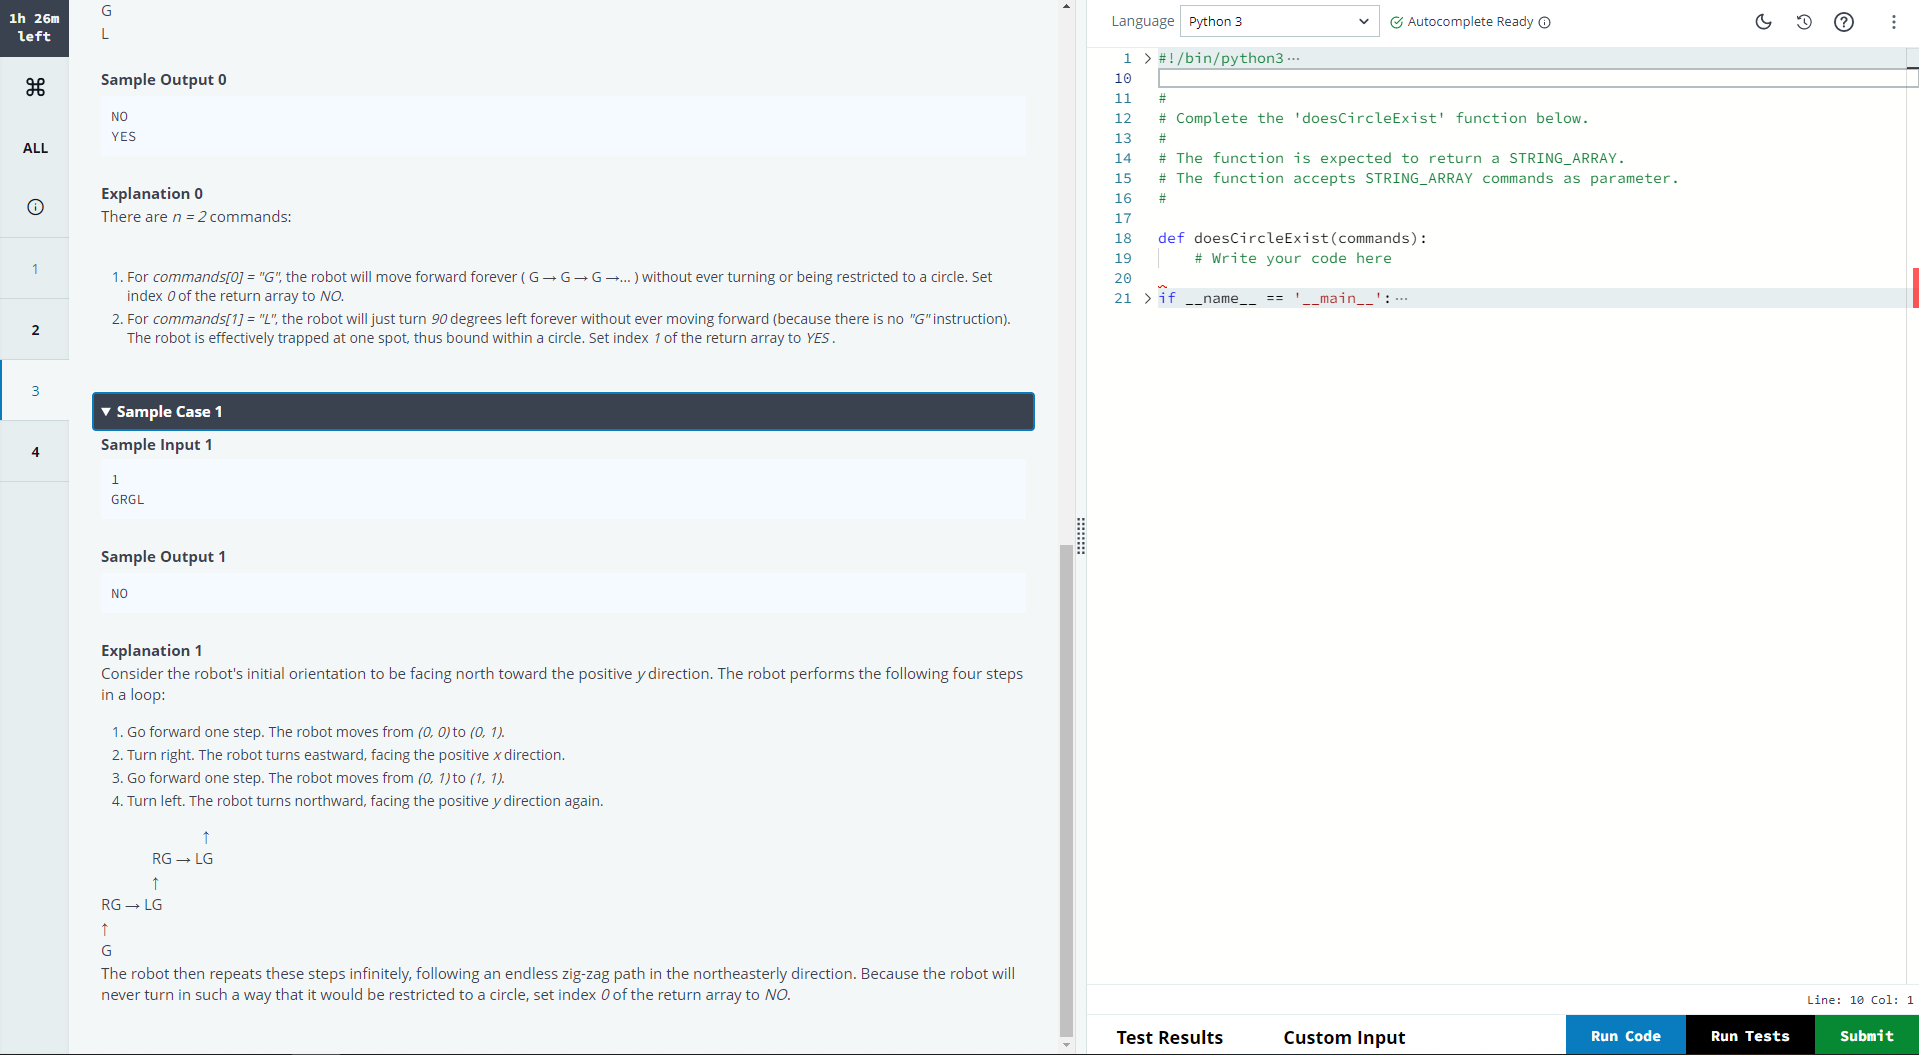 1h 26m
left
ALL
1
2
3
4
G
L
Sample Output 0
NO
YES
Explanation 0
There are n = 2 commands:
1. For commands[0] = "G", the robot will move forward forever ( G → G → G →... ) without ever turning or being restricted to a circle. Set
index 0 of the return array to NO.
2. For commands[1] = "L", the robot will just turn 90 degrees left forever without ever moving forward (because there is no "G" instruction).
The robot is effectively trapped at one spot, thus bound within a circle. Set index 1 of the return array to YES .
▼ Sample Case 1
Sample Input 1
1
GRGL
Sample Output 1
NO
Explanation 1
Consider the robot's initial orientation to be facing north toward the positive y direction. The robot performs the following four steps
in a loop:
1. Go forward one step. The robot moves from (0, 0) to (0, 1).
2. Turn right. The robot turns eastward, facing the positive x direction.
3. Go forward one step. The robot moves from (0, 1) to (1, 1).
4. Turn left. The robot turns northward, facing the positive y direction again.
↑
RG → LG
↑
RG → LG
↑
G
The robot then repeats these steps infinitely, following an endless zig-zag path in the northeasterly direction. Because the robot will
never turn in such a way that it would be restricted to a circle, set index 0 of the return array to NO.
Language Python 3 Autocomplete Ready
1 #!/bin/python3 ...
10
11 #
12 # Complete the 'doesCircleExist' function below.
13 #
14 # The function is expected to return a STRING_ARRAY.
15 # The function accepts STRING_ARRAY commands as parameter.
16 #
17
18 def doesCircleExist(commands):
19 # Write your code here
20
21 if __name__ == '__main__': ...
Line: 10 Col: 1
Test Results Custom Input Run Code Run Tests Submit